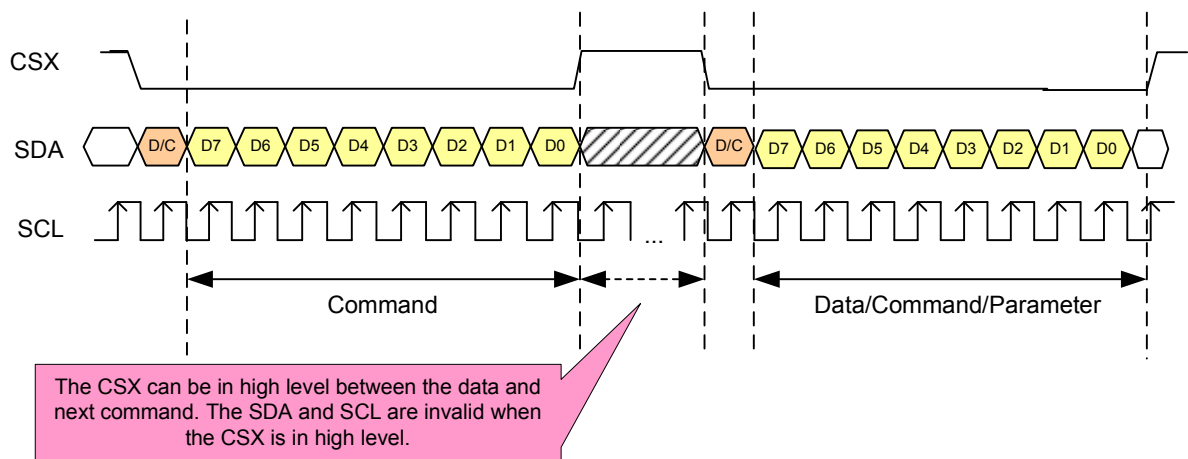 CSX
SDA
D/C D7 D6 D5 D4 D3 D2 D1 D0 D/C D7 D6 D5 D4 D3 D2 D1 D0
SCL
...
Command
Data/Command/Parameter
The CSX can be in high level between the data and
next command. The SDA and SCL are invalid when
the CSX is in high level.